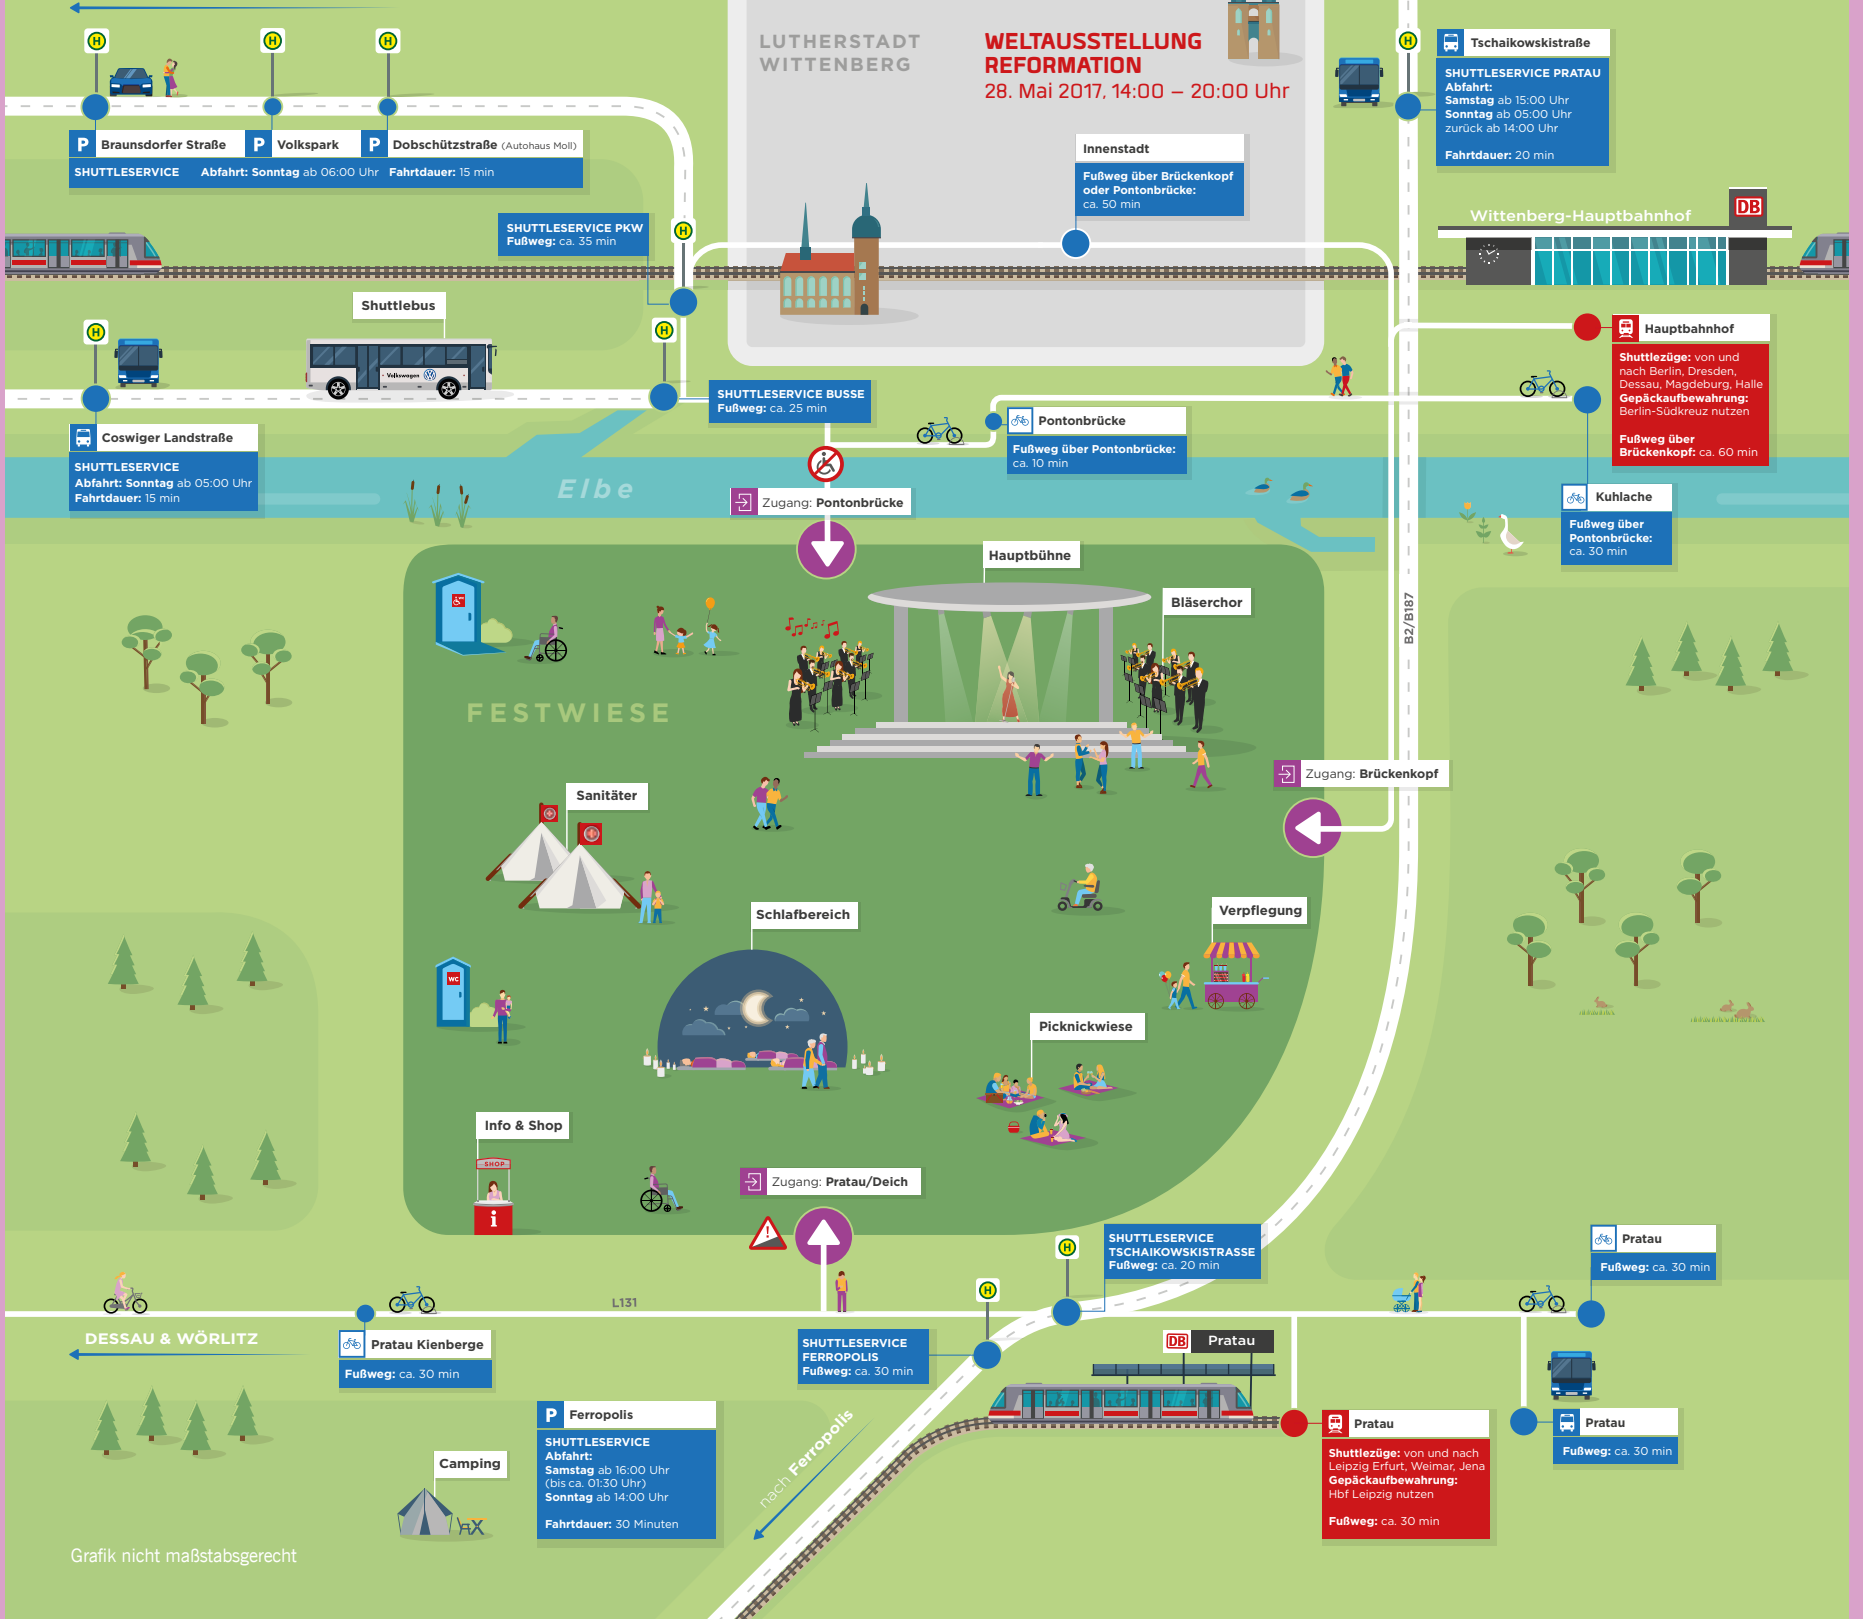 LUTHERSTADT
WITTENBERG
WELTAUSSTELLUNG
REFORMATION
28. Mai 2017, 14:00 – 20:00 Uhr
H
H
H
H
Tschaikowskistraße
SHUTTLESERVICE PRATAU
Abfahrt:
Samstag ab 15:00 Uhr
Sonntag ab 05:00 Uhr
zurück ab 14:00 Uhr
Fahrtdauer: 20 min
P Braunsdorfer Straße P Volkspark P Dobschützstraße (Autohaus Moll)
SHUTTLESERVICE Abfahrt: Sonntag ab 06:00 Uhr Fahrtdauer: 15 min
Innenstadt
Fußweg über Brückenkopf
oder Pontonbrücke:
ca. 50 min
SHUTTLESERVICE PKW
Fußweg: ca. 35 min
H
Wittenberg-Hauptbahnhof
DB
Shuttlebus
H
H
Volkswagen
Hauptbahnhof
Shuttlezüge: von und
nach Berlin, Dresden,
Dessau, Magdeburg, Halle
Gepäckaufbewahrung:
Berlin-Südkreuz nutzen
Fußweg über
Brückenkopf: ca. 60 min
SHUTTLESERVICE BUSSE
Fußweg: ca. 25 min
Pontonbrücke
Fußweg über Pontonbrücke:
ca. 10 min
Coswiger Landstraße
SHUTTLESERVICE
Abfahrt: Sonntag ab 05:00 Uhr
Fahrtdauer: 15 min
Elbe
Zugang: Pontonbrücke
Kuhlache
Fußweg über
Pontonbrücke:
ca. 30 min
Hauptbühne
Bläserchor
B2/B187
FESTWIESE
Zugang: Brückenkopf
Sanitäter
Schlafbereich
Verpflegung
WC
Picknickwiese
Info & Shop
SHOP
i
Zugang: Pratau/Deich
!
H
SHUTTLESERVICE
TSCHAIKOWSKISTRASSE
Fußweg: ca. 20 min
Pratau
Fußweg: ca. 30 min
H
L131
DESSAU & WÖRLITZ
Pratau Kienberge
Fußweg: ca. 30 min
SHUTTLESERVICE
FERROPOLIS
Fußweg: ca. 30 min
DB Pratau
P Ferropolis
SHUTTLESERVICE
Abfahrt:
Samstag ab 16:00 Uhr
(bis ca. 01:30 Uhr)
Sonntag ab 14:00 Uhr
Fahrtdauer: 30 Minuten
nach Ferropolis
Pratau
Shuttlezüge: von und nach
Leipzig Erfurt, Weimar, Jena
Gepäckaufbewahrung:
Hbf Leipzig nutzen
Fußweg: ca. 30 min
Pratau
Fußweg: ca. 30 min
Camping
Grafik nicht maßstabsgerecht